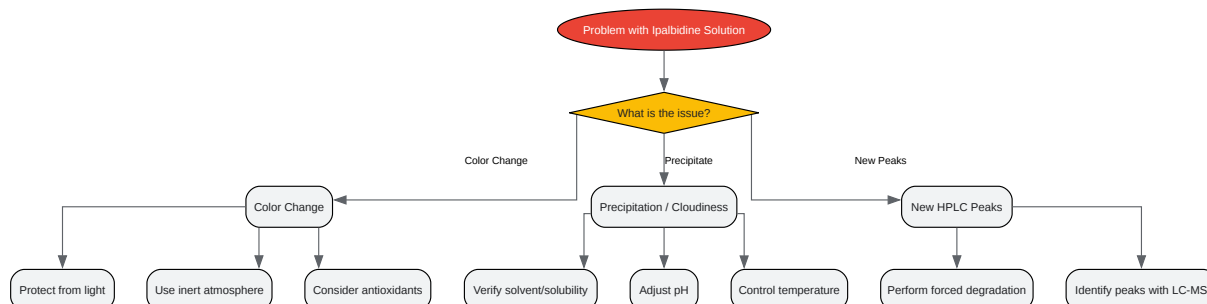 Problem with Ipalbidine Solution
What is the issue?
Color Change
Precipitate
New Peaks
Color Change
Precipitation / Cloudiness
New HPLC Peaks
Protect from light
Use inert atmosphere
Consider antioxidants
Verify solvent/solubility
Adjust pH
Control temperature
Perform forced degradation
Identify peaks with LC-MS